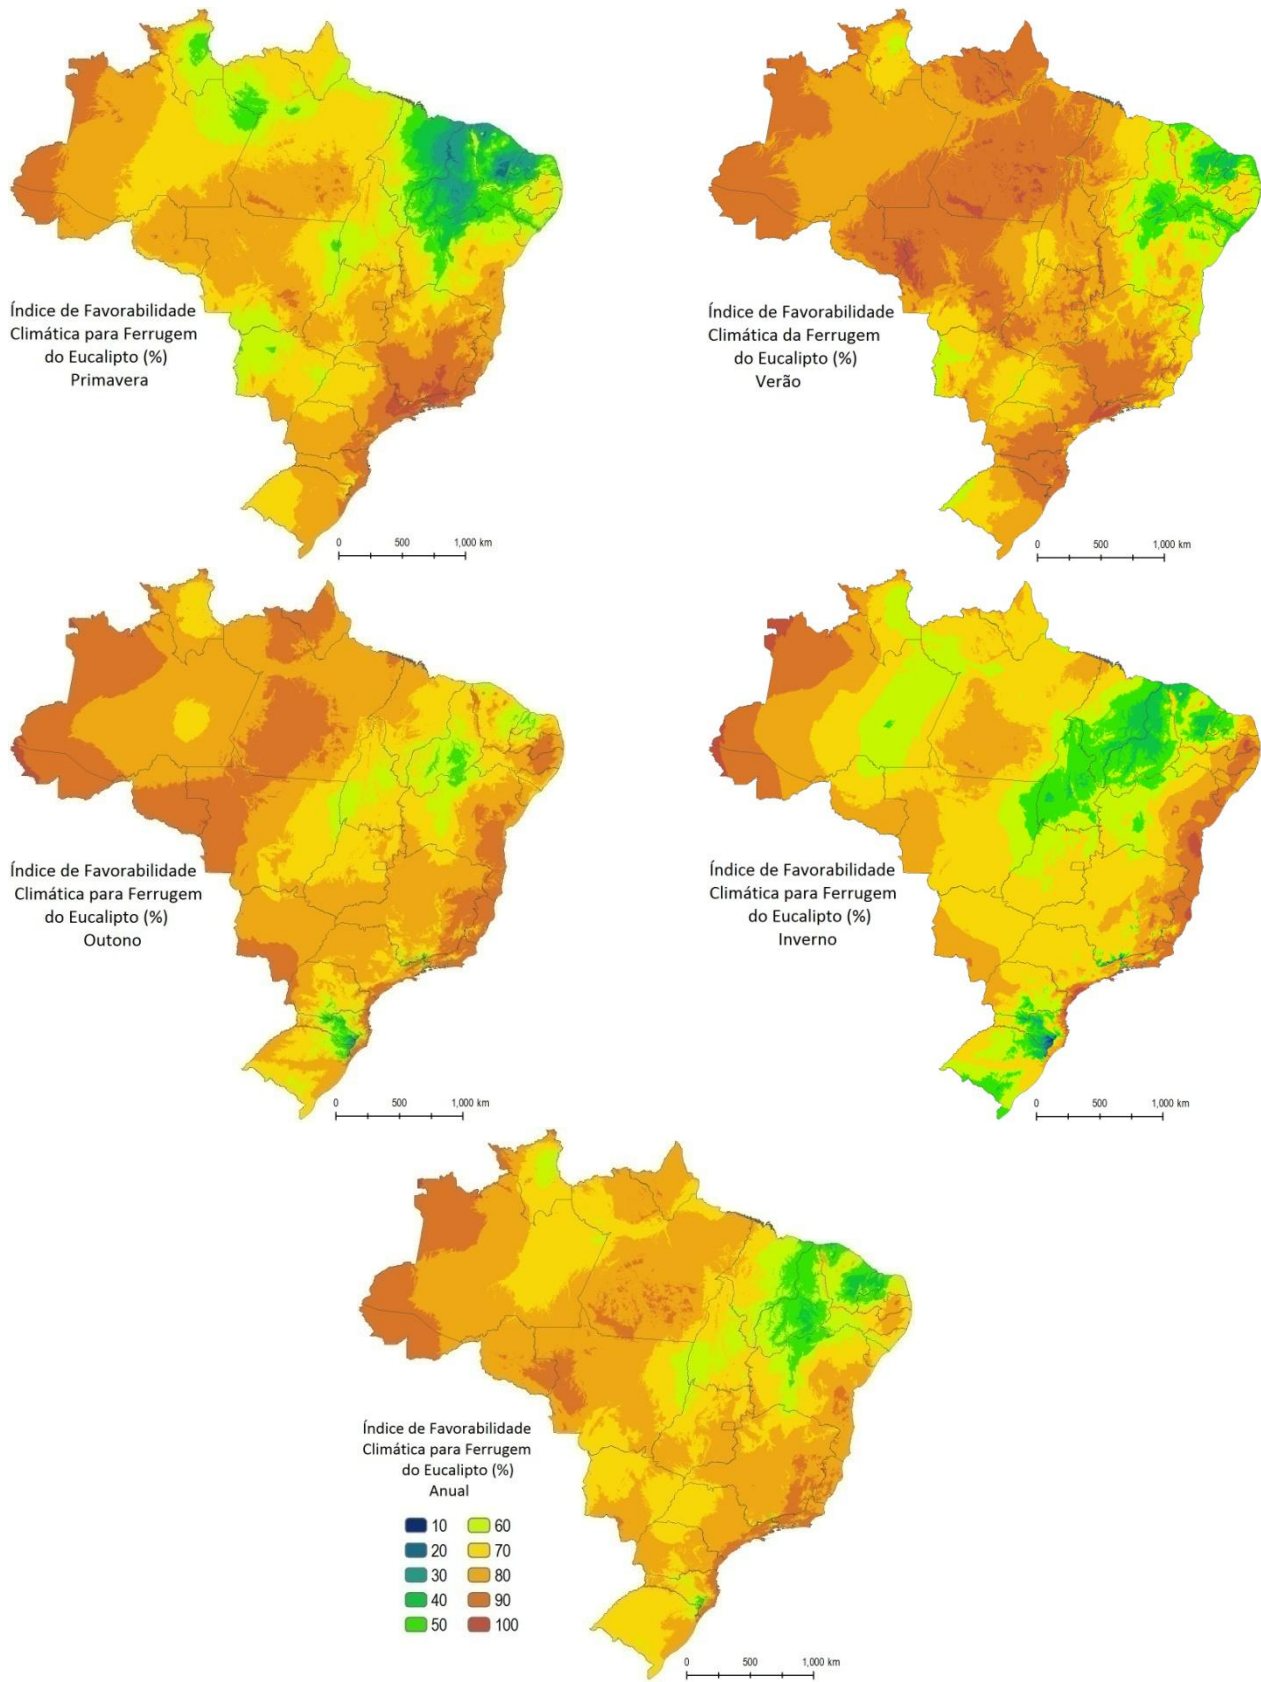 Índice de Favorabilidade
Climática para Ferrugem
do Eucalipto (%)
Primavera
0 500 1,000 km
Índice de Favorabilidade
Climática da Ferrugem
do Eucalipto (%)
Verão
0 500 1,000 km
Índice de Favorabilidade
Climática para Ferrugem
do Eucalipto (%)
Outono
0 500 1,000 km
Índice de Favorabilidade
Climática para Ferrugem
do Eucalipto (%)
Inverno
0 500 1,000 km
Índice de Favorabilidade
Climática para Ferrugem
do Eucalipto (%)
Anual
10 60
20 70
30 80
40 90
50 100
0 500 1,000 km